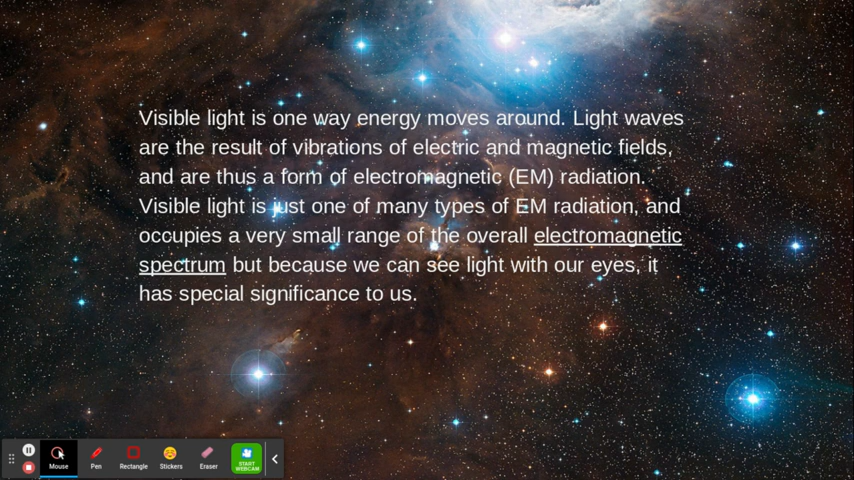 Visible light is one way energy moves around. Light waves
are the result of vibrations of electric and magnetic fields,
and are thus a form of electromagnetic (EM) radiation.
Visible light is just one of many types of EM radiation, and
occupies a very small range of the overall electromagnetic
spectrum but because we can see light with our eyes, it
has special significance to us.
Mouse Pen Rectangle Stickers Eraser START WEBCAM